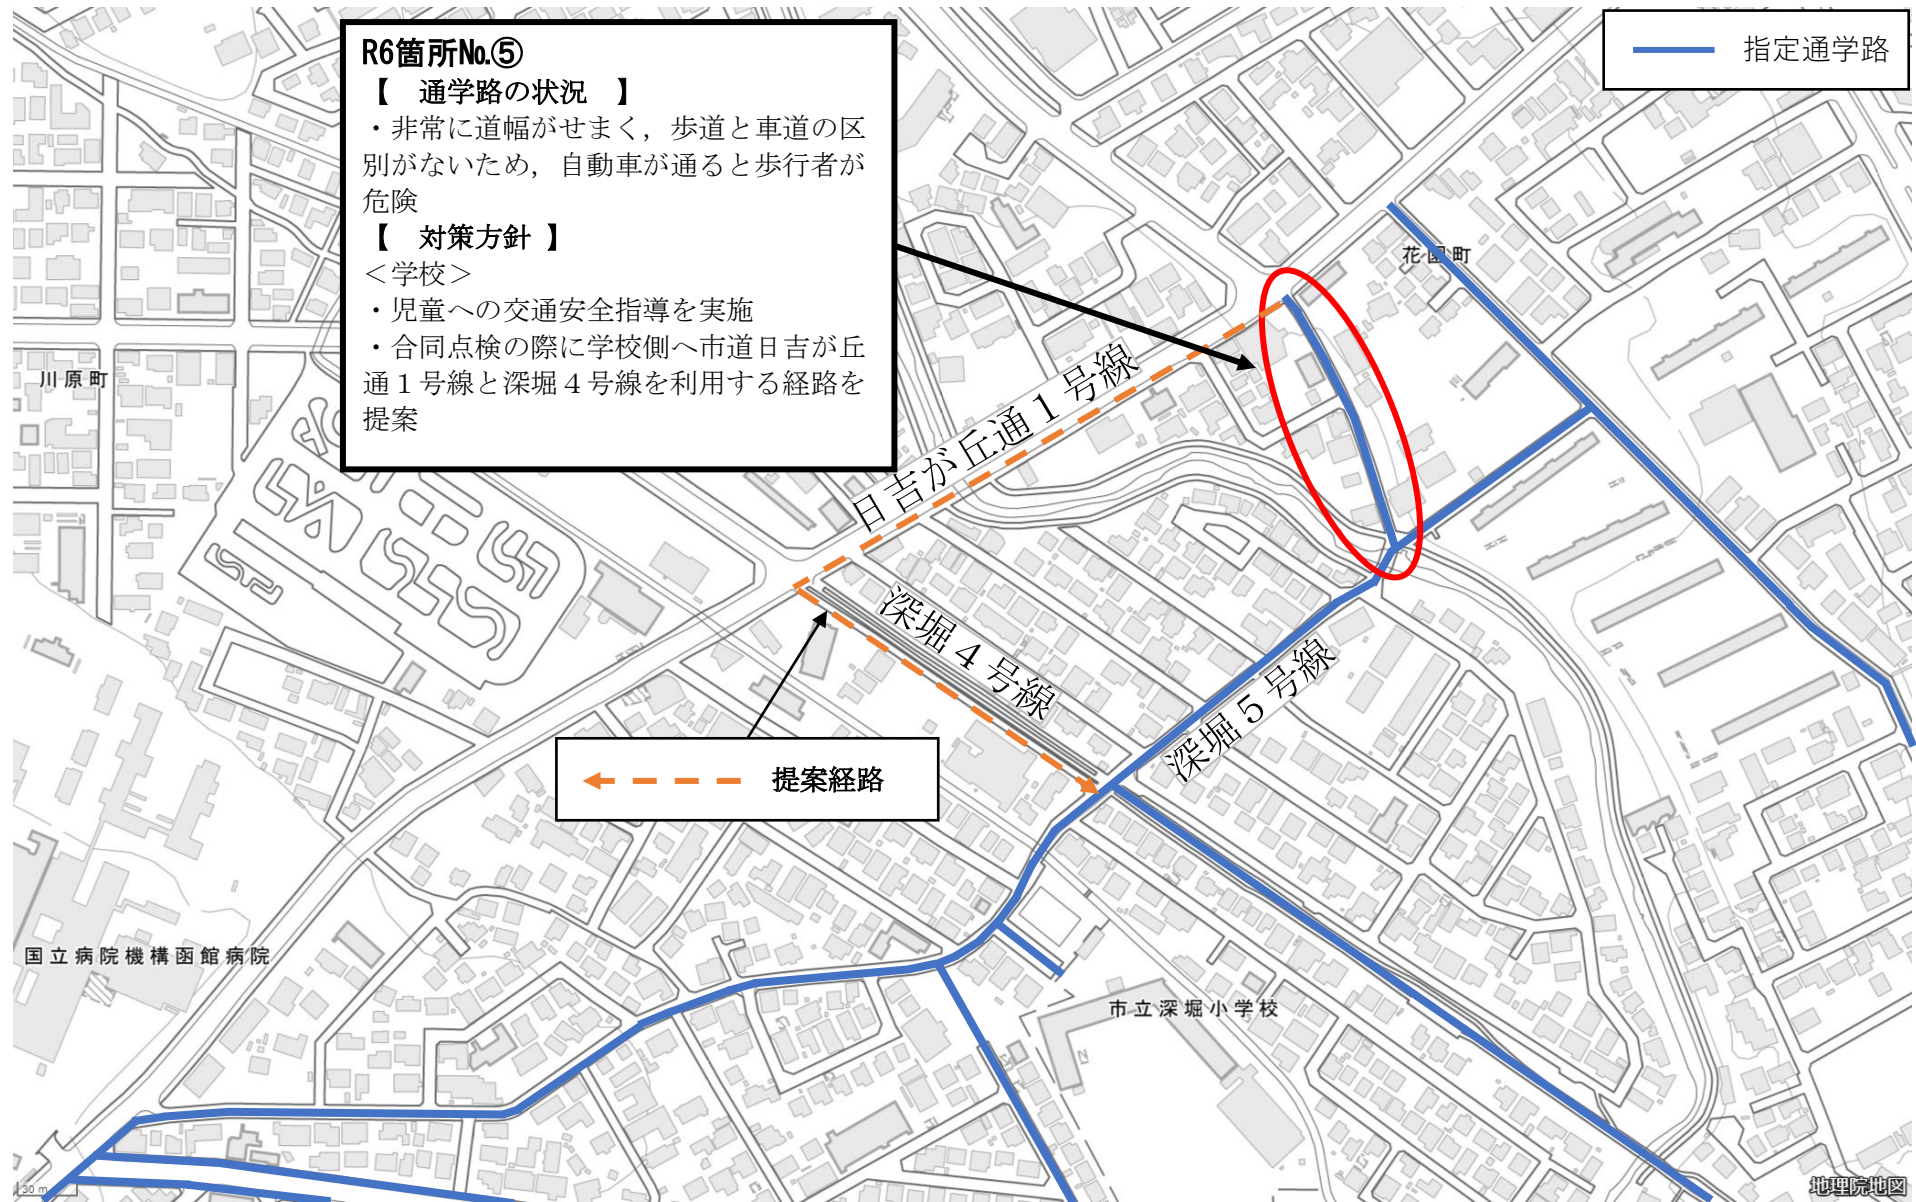 R6箇所No.⑤
【　通学路の状況　】
・非常に道幅がせまく，歩道と車道の区
別がないため，自動車が通ると歩行者が
危険
【　対策方針　】
＜学校＞
・児童への交通安全指導を実施
・合同点検の際に学校側へ市道日吉が丘
通１号線と深堀４号線を利用する経路を
提案
指定通学路
花園町
川原町
日吉が丘通１号線
深堀４号線
深堀５号線
提案経路
国立病院機構函館病院
市立深堀小学校
30 m
地理院地図